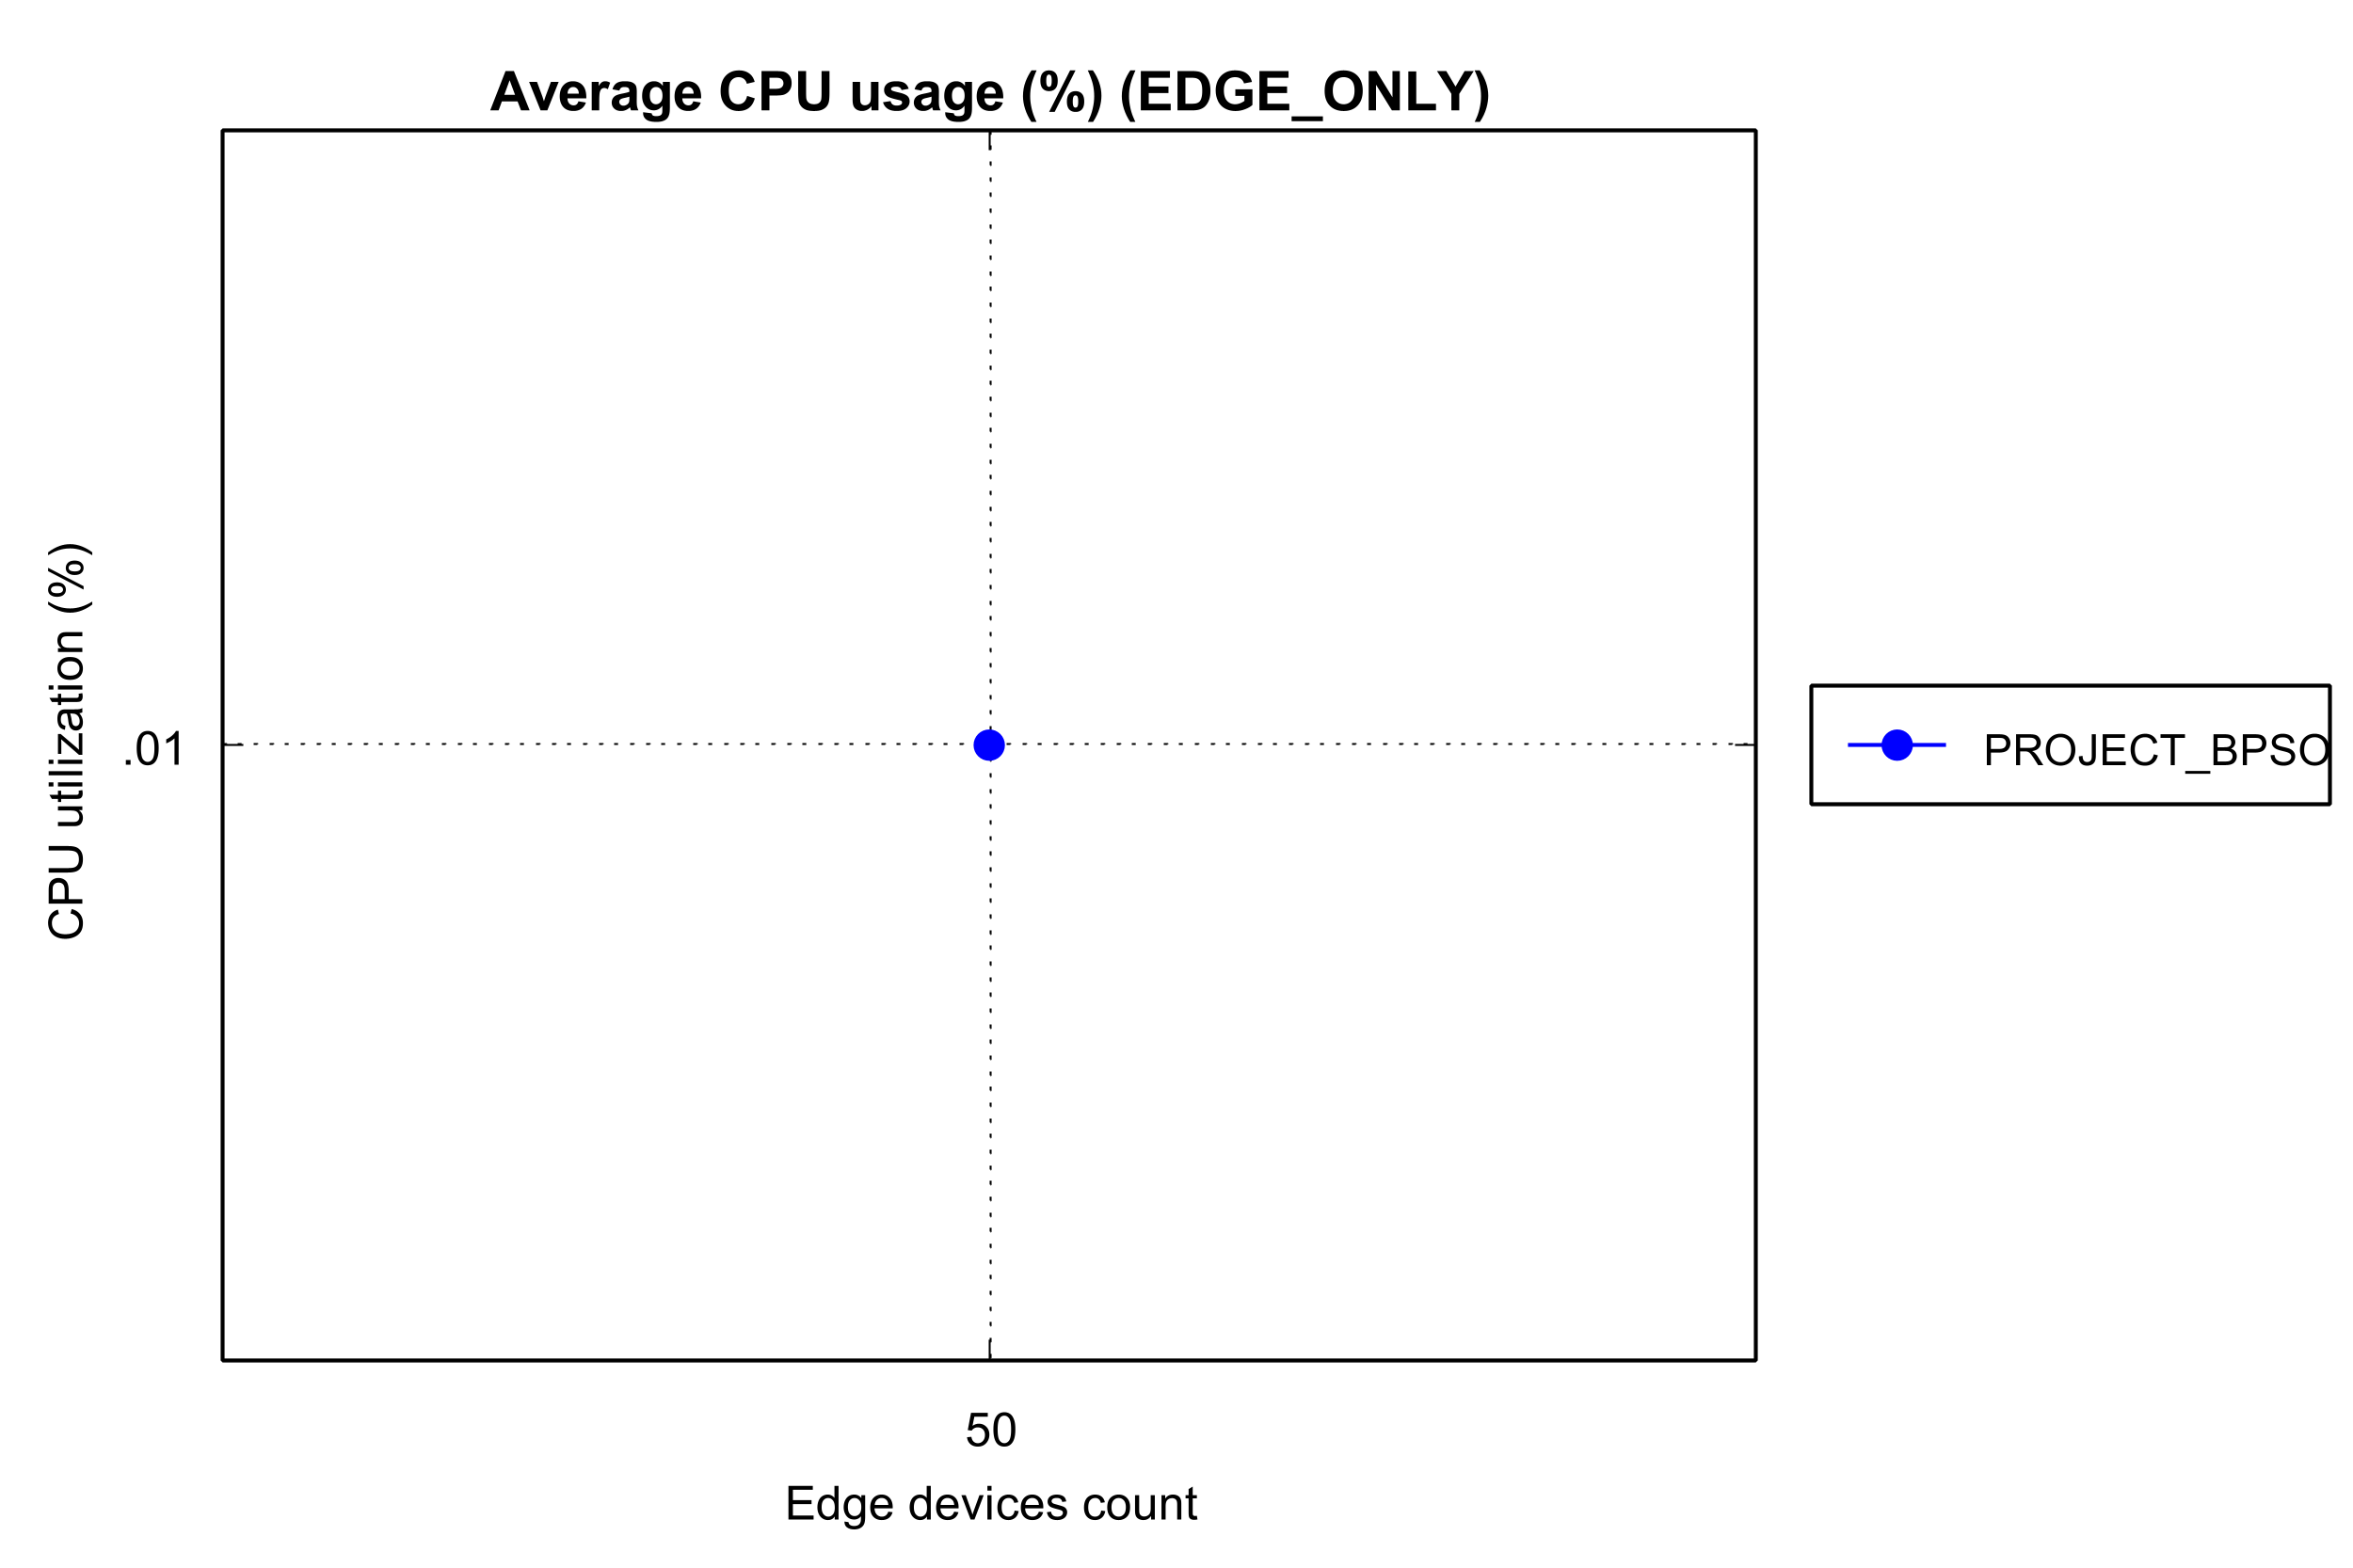 Average CPU usage (%) (EDGE_ONLY)
CPU utilization (%)
.01
PROJECT_BPSO
50
Edge devices count